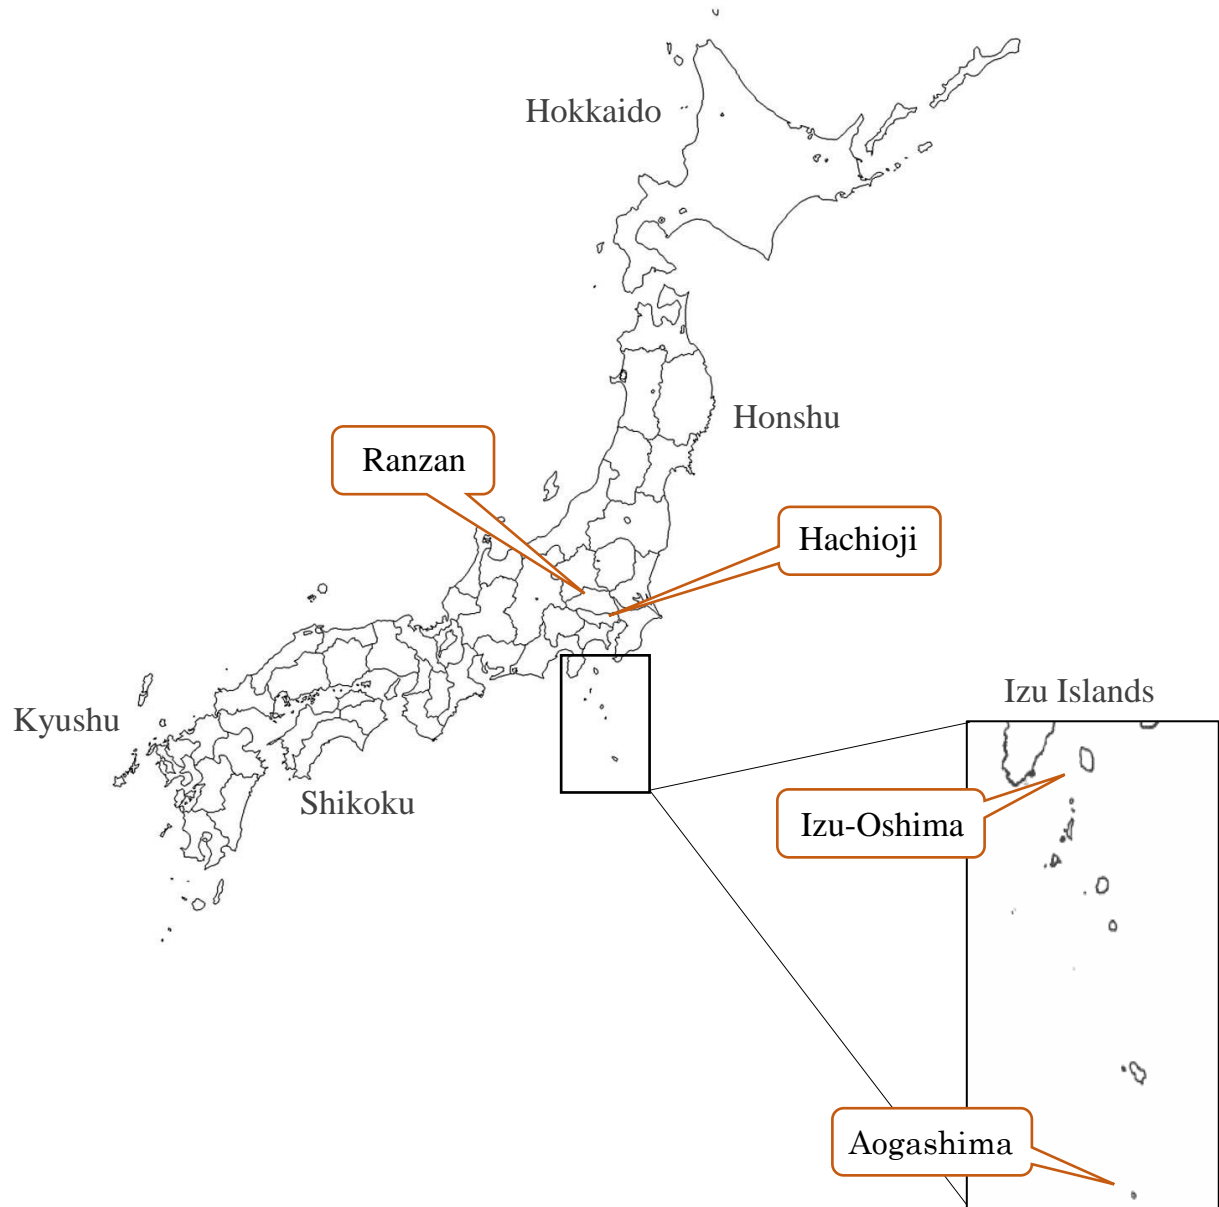 Hokkaido
Honshu
Ranzan
Hachioji
Izu Islands
Kyushu
Shikoku
Izu-Oshima
Aogashima